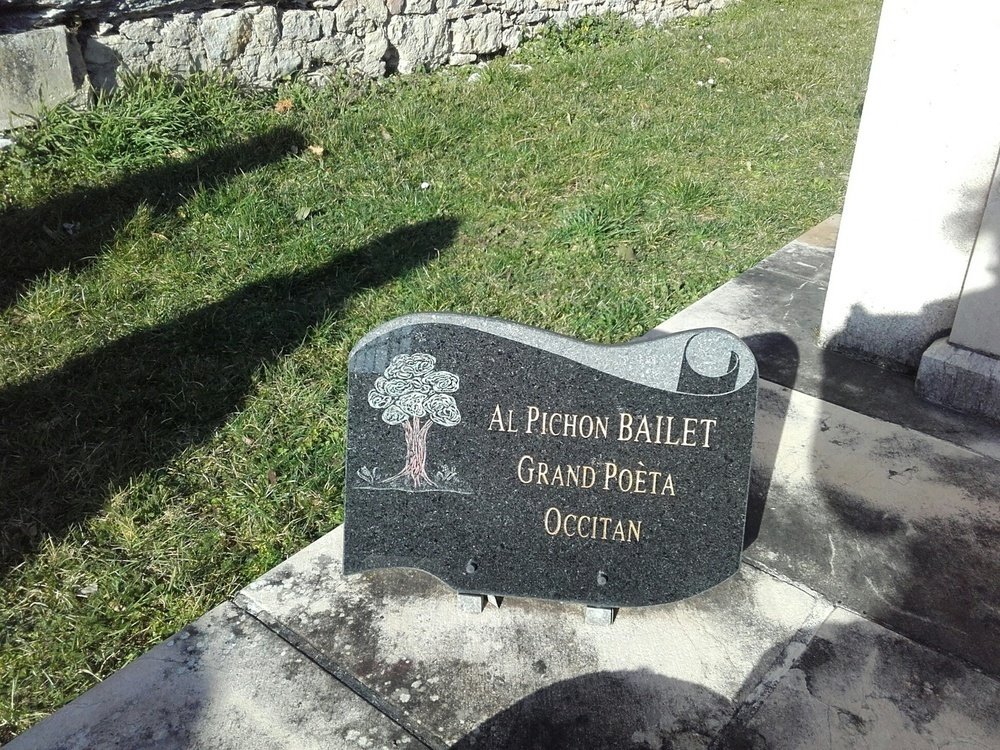 Al Pichon BAILET
Grand Poèta
Occitan